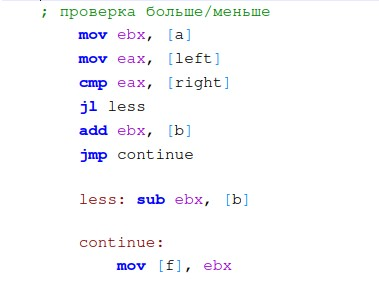 ; проверка больше/меньше
mov ebx, [a]
mov eax, [left]
cmp eax, [right]
jl less
add ebx, [b]
jmp continue
less: sub ebx, [b]
continue:
mov [f], ebx